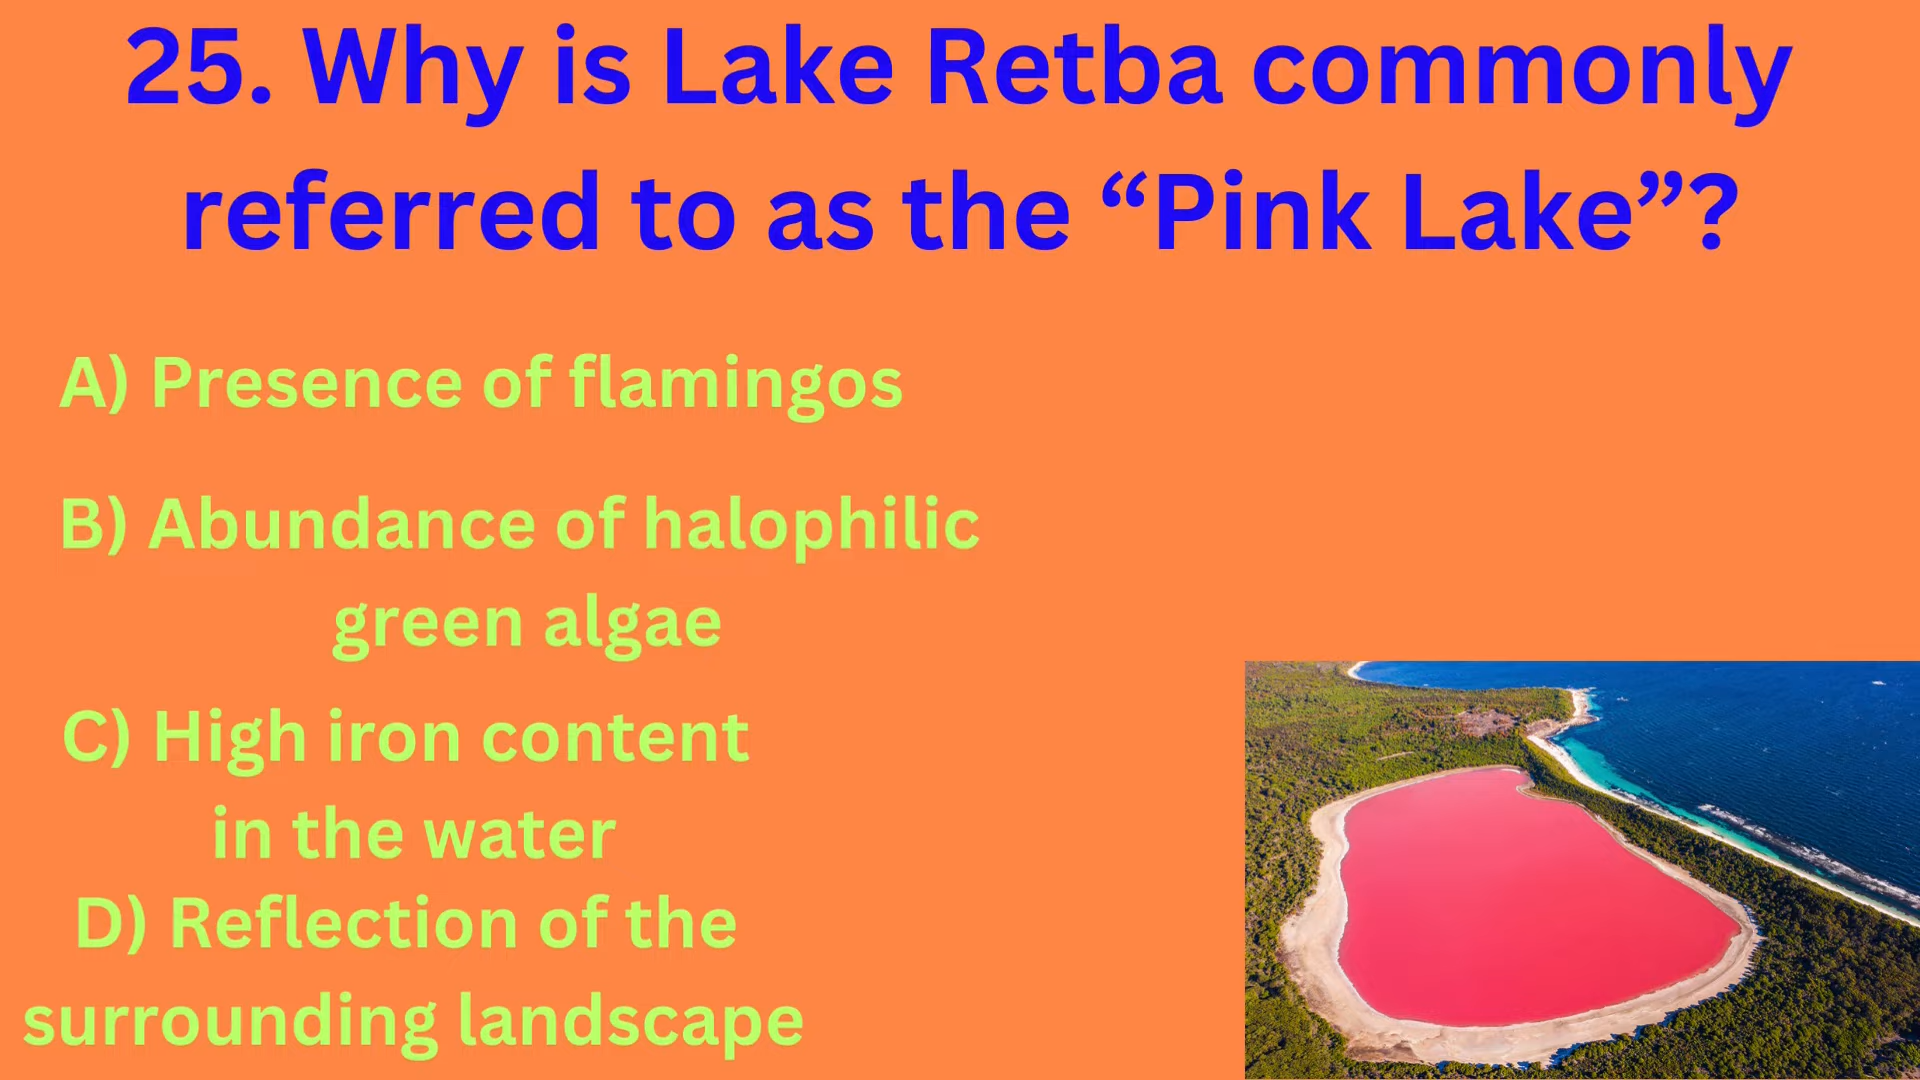 25. Why is Lake Retba commonly
referred to as the “Pink Lake”?
A) Presence of flamingos
B) Abundance of halophilic
green algae
C) High iron content
in the water
D) Reflection of the
surrounding landscape